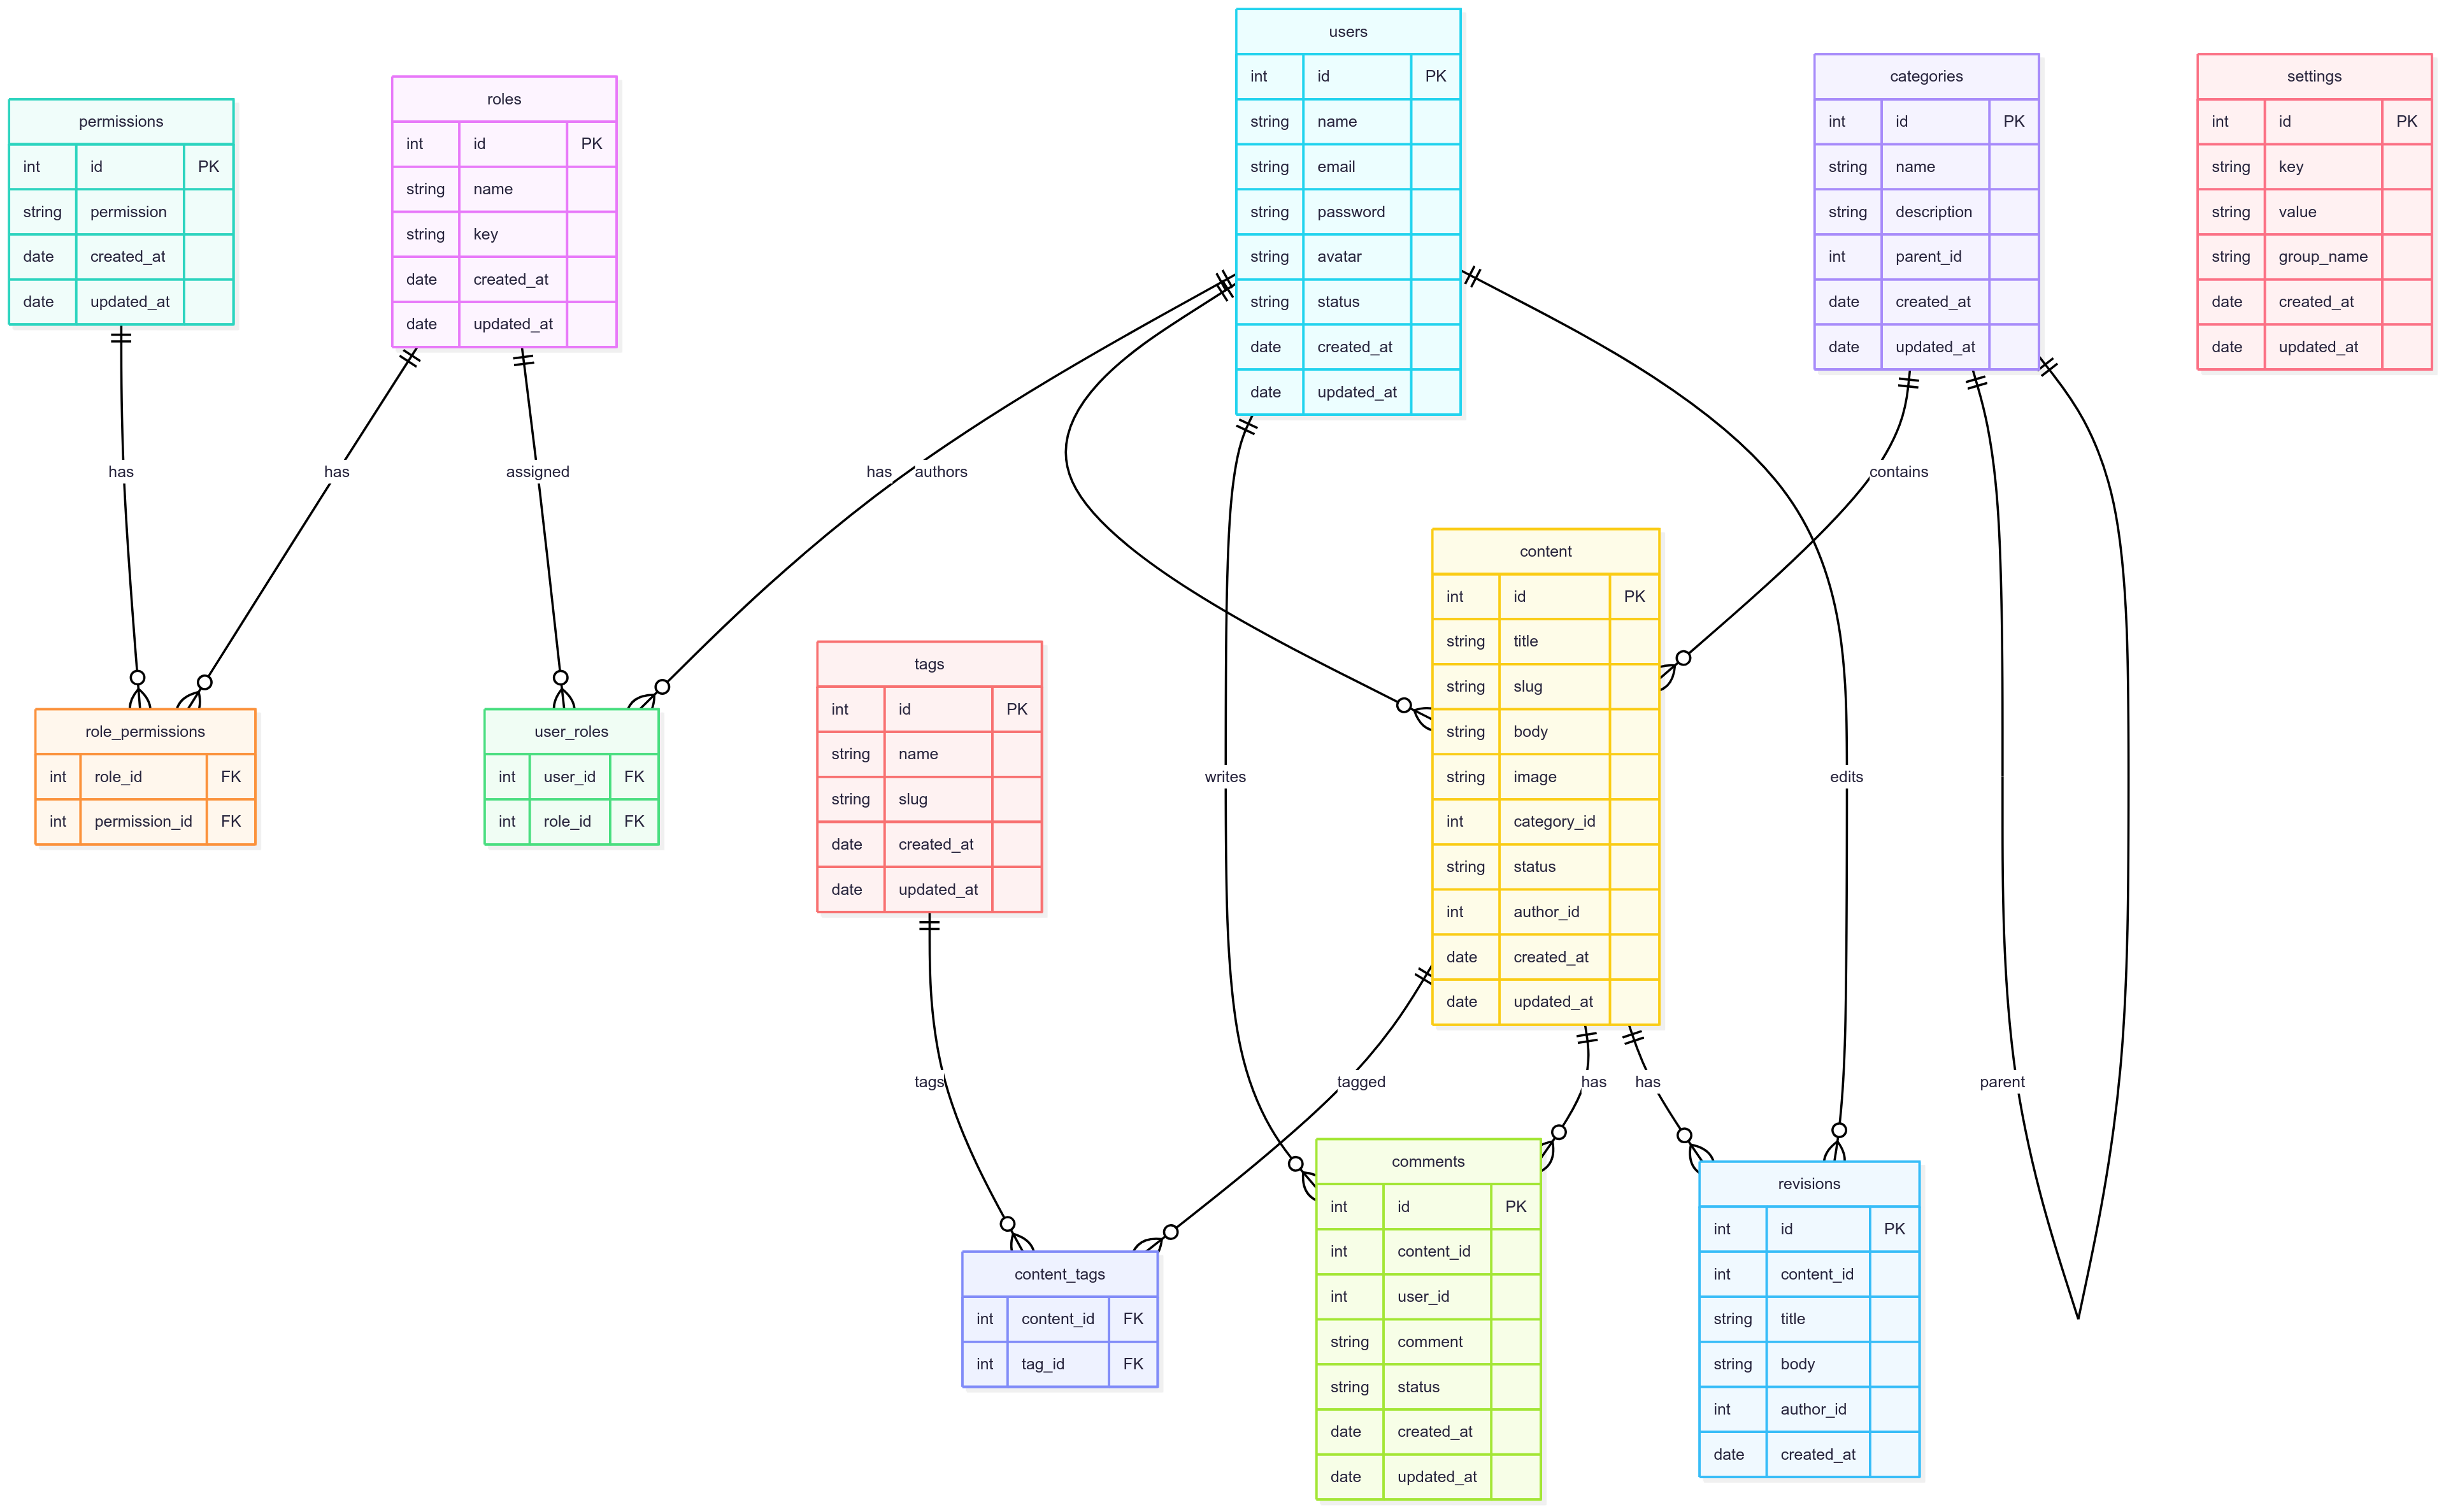 users
int id PK
string name
string email
string password
string avatar
string status
date created_at
date updated_at
categories
int id PK
string name
string description
int parent_id
date created_at
date updated_at
settings
int id PK
string key
string value
string group_name
date created_at
date updated_at
roles
int id PK
string name
string key
date created_at
date updated_at
permissions
int id PK
string permission
date created_at
date updated_at
has
has
assigned
has
authors
contains
content
int id PK
string title
string slug
string body
string image
int category_id
string status
int author_id
date created_at
date updated_at
tags
int id PK
string name
string slug
date created_at
date updated_at
role_permissions
int role_id FK
int permission_id FK
user_roles
int user_id FK
int role_id FK
writes
edits
tags
tagged
has
has
parent
comments
int id PK
int content_id
int user_id
string comment
string status
date created_at
date updated_at
revisions
int id PK
int content_id
string title
string body
int author_id
date created_at
content_tags
int content_id FK
int tag_id FK